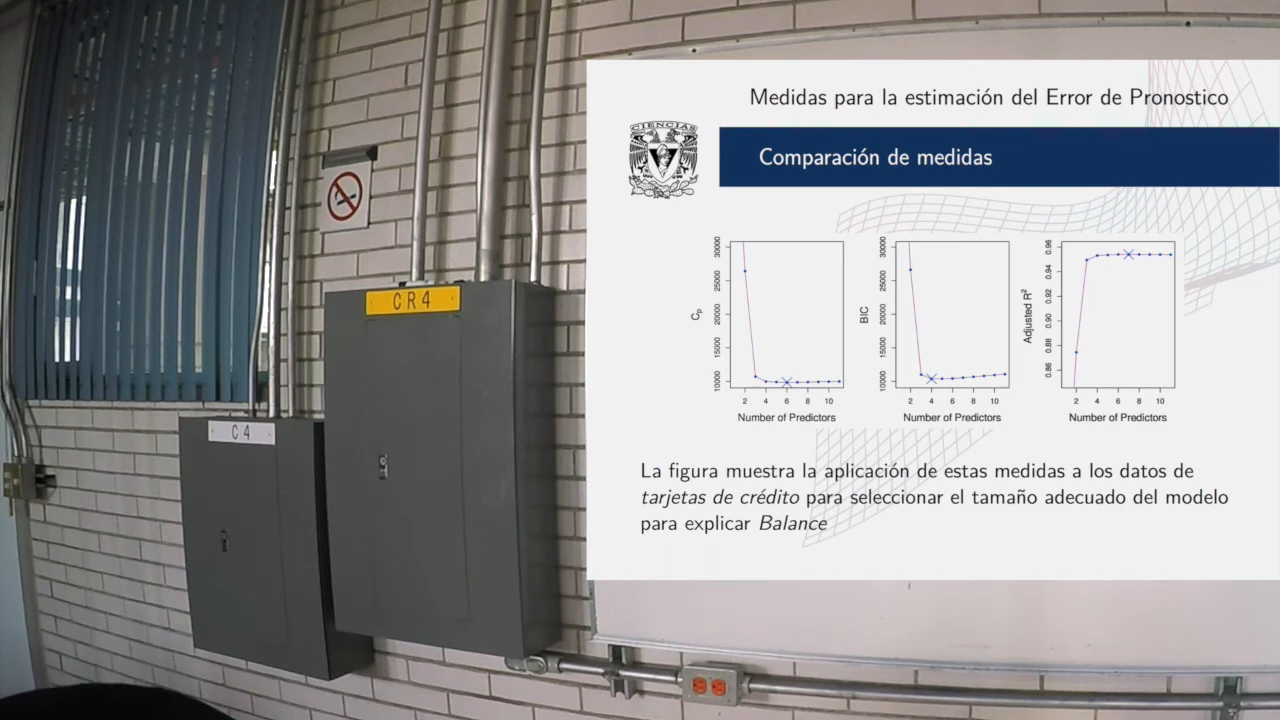 Medidas para la estimación del Error de Pronostico
CIENCIAS
Comparación de medidas
Cp
10000 15000 20000 25000 30000
2 4 6 8 10
Number of Predictors
BIC
10000 15000 20000 25000 30000
2 4 6 8 10
Number of Predictors
Adjusted R²
0.86 0.88 0.90 0.92 0.94 0.96
2 4 6 8 10
Number of Predictors
La figura muestra la aplicación de estas medidas a los datos de
tarjetas de crédito para seleccionar el tamaño adecuado del modelo
para explicar Balance
CR4
C 4